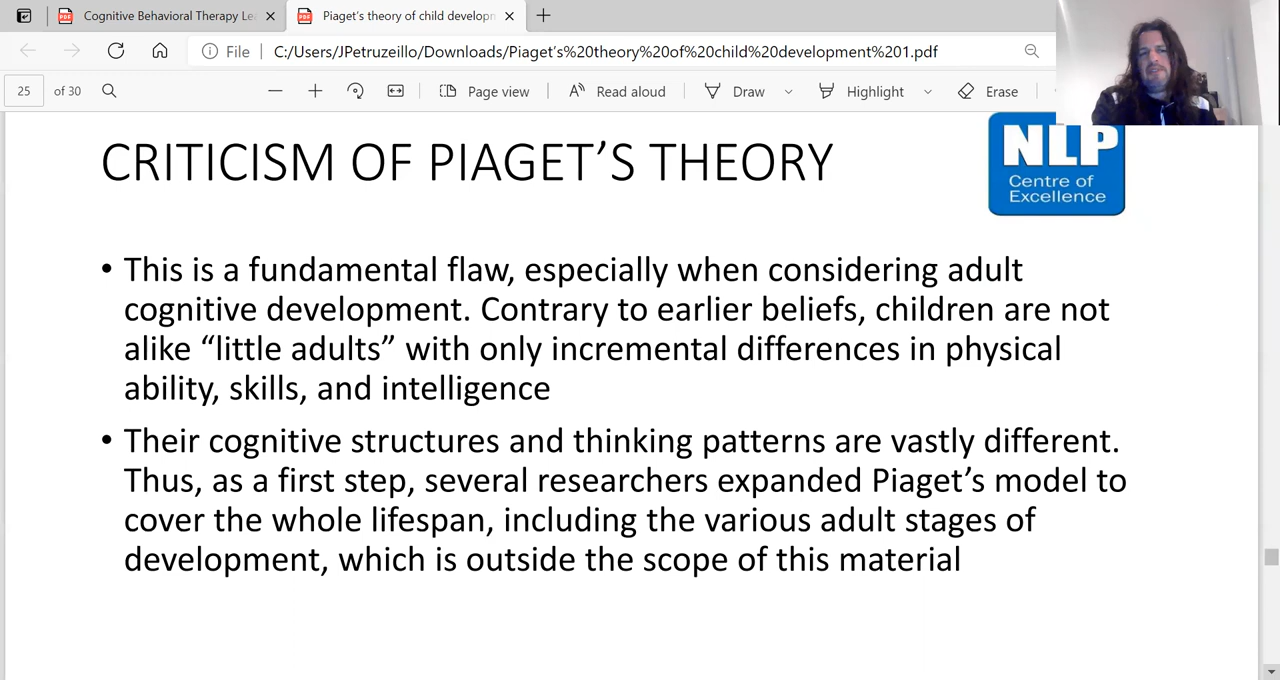 Cognitive Behavioral Therapy Le
Piaget's theory of child developn
File
C:/Users/JPetruzeillo/Downloads/Piaget's%20theory%20of%20child%20development%201.pdf
25 of 30
Page view
Read aloud
Draw
Highlight
Erase
CRITICISM OF PIAGET'S THEORY
NLP
Centre of
Excellence
• This is a fundamental flaw, especially when considering adult
cognitive development. Contrary to earlier beliefs, children are not
alike “little adults” with only incremental differences in physical
ability, skills, and intelligence
• Their cognitive structures and thinking patterns are vastly different.
Thus, as a first step, several researchers expanded Piaget's model to
cover the whole lifespan, including the various adult stages of
development, which is outside the scope of this material